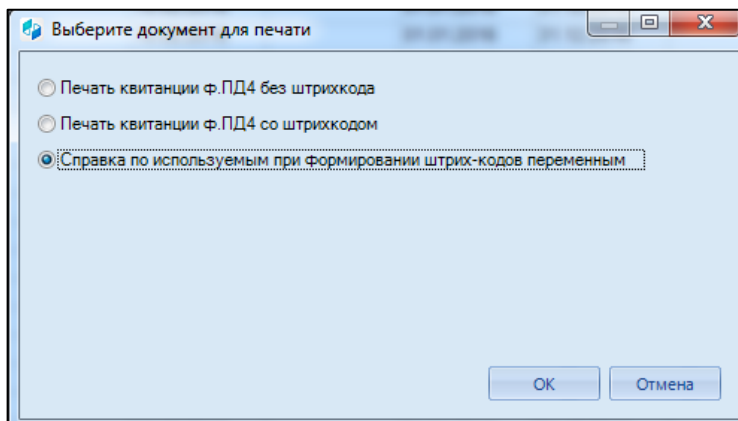 Выберите документ для печати
Печать квитанции ф.ПД4 без штрихкода
Печать квитанции ф.ПД4 со штрихкодом
Справка по используемым при формировании штрих-кодов переменным
ОК
Отмена